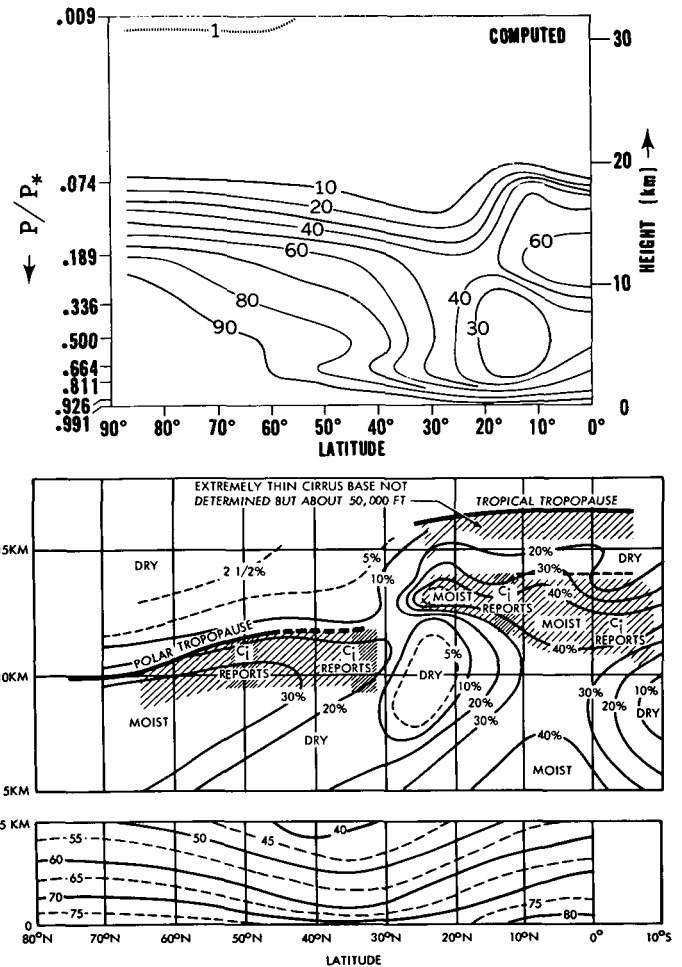 .009
1
COMPUTED
30
P/P*
HEIGHT (km)
20
.074
10
20
40
60
60
.189
10
80
40
.336
90
30
.500
.664
.811
.926
.991
0
90° 80° 70° 60° 50° 40° 30° 20° 10° 0°
LATITUDE
EXTREMELY THIN CIRRUS BASE NOT
DETERMINED BUT ABOUT 50,000 FT
TROPICAL TROPOPAUSE
15KM
DRY
2 1/2%
5%
10%
20%
30%
DRY
40%
MOIST
Ci
REPORTS
MOIST
Ci
REPORTS
40%
POLAR TROPOPAUSE
Ci
REPORTS
Ci
REPORTS
10KM
5%
DRY
10%
20%
30%
30%
20%
30%
20%
10%
DRY
MOIST
DRY
40%
MOIST
5KM
5 KM
55
50
45
40
60
65
70
75
75
80
0
80°N 70°N 60°N 50°N 40°N 30°N 20°N 10°N 0° 10°S
LATITUDE